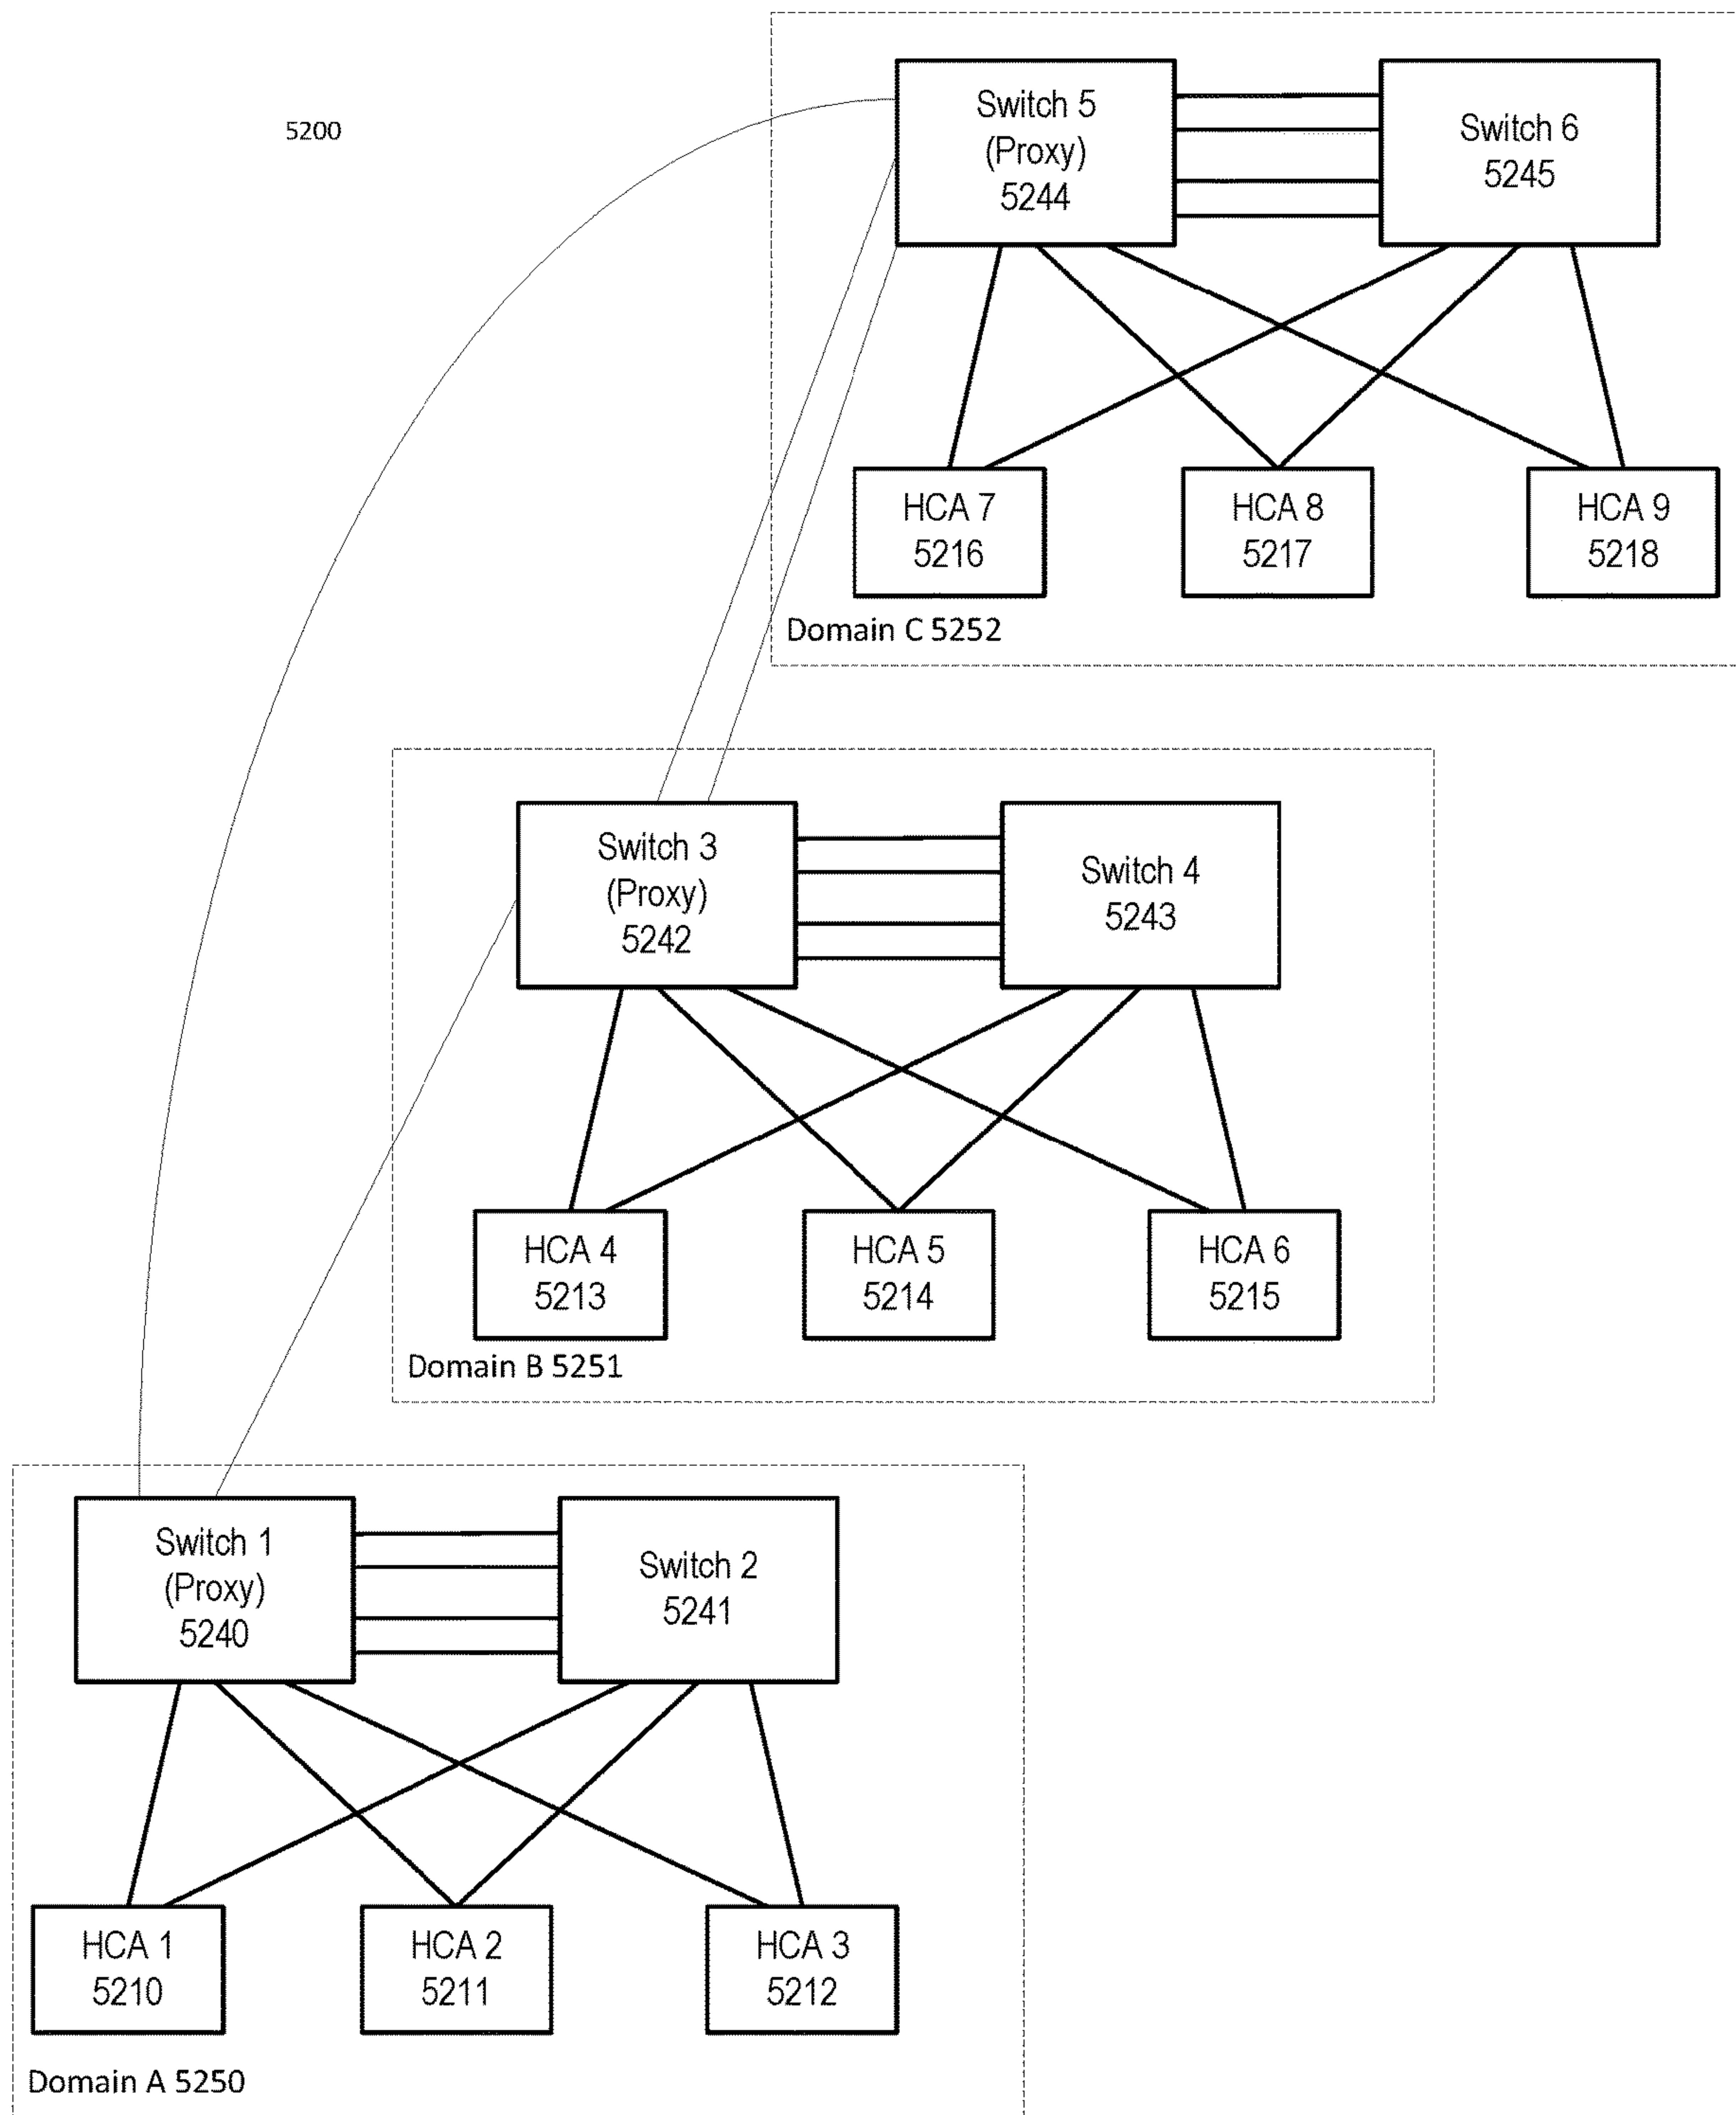 5200
Switch 5
(Proxy)
5244
Switch 6
5245
HCA 7
5216
HCA 8
5217
HCA 9
5218
Domain C 5252
Switch 3
(Proxy)
5242
Switch 4
5243
HCA 4
5213
HCA 5
5214
HCA 6
5215
Domain B 5251
Switch 1
(Proxy)
5240
Switch 2
5241
HCA 1
5210
HCA 2
5211
HCA 3
5212
Domain A 5250